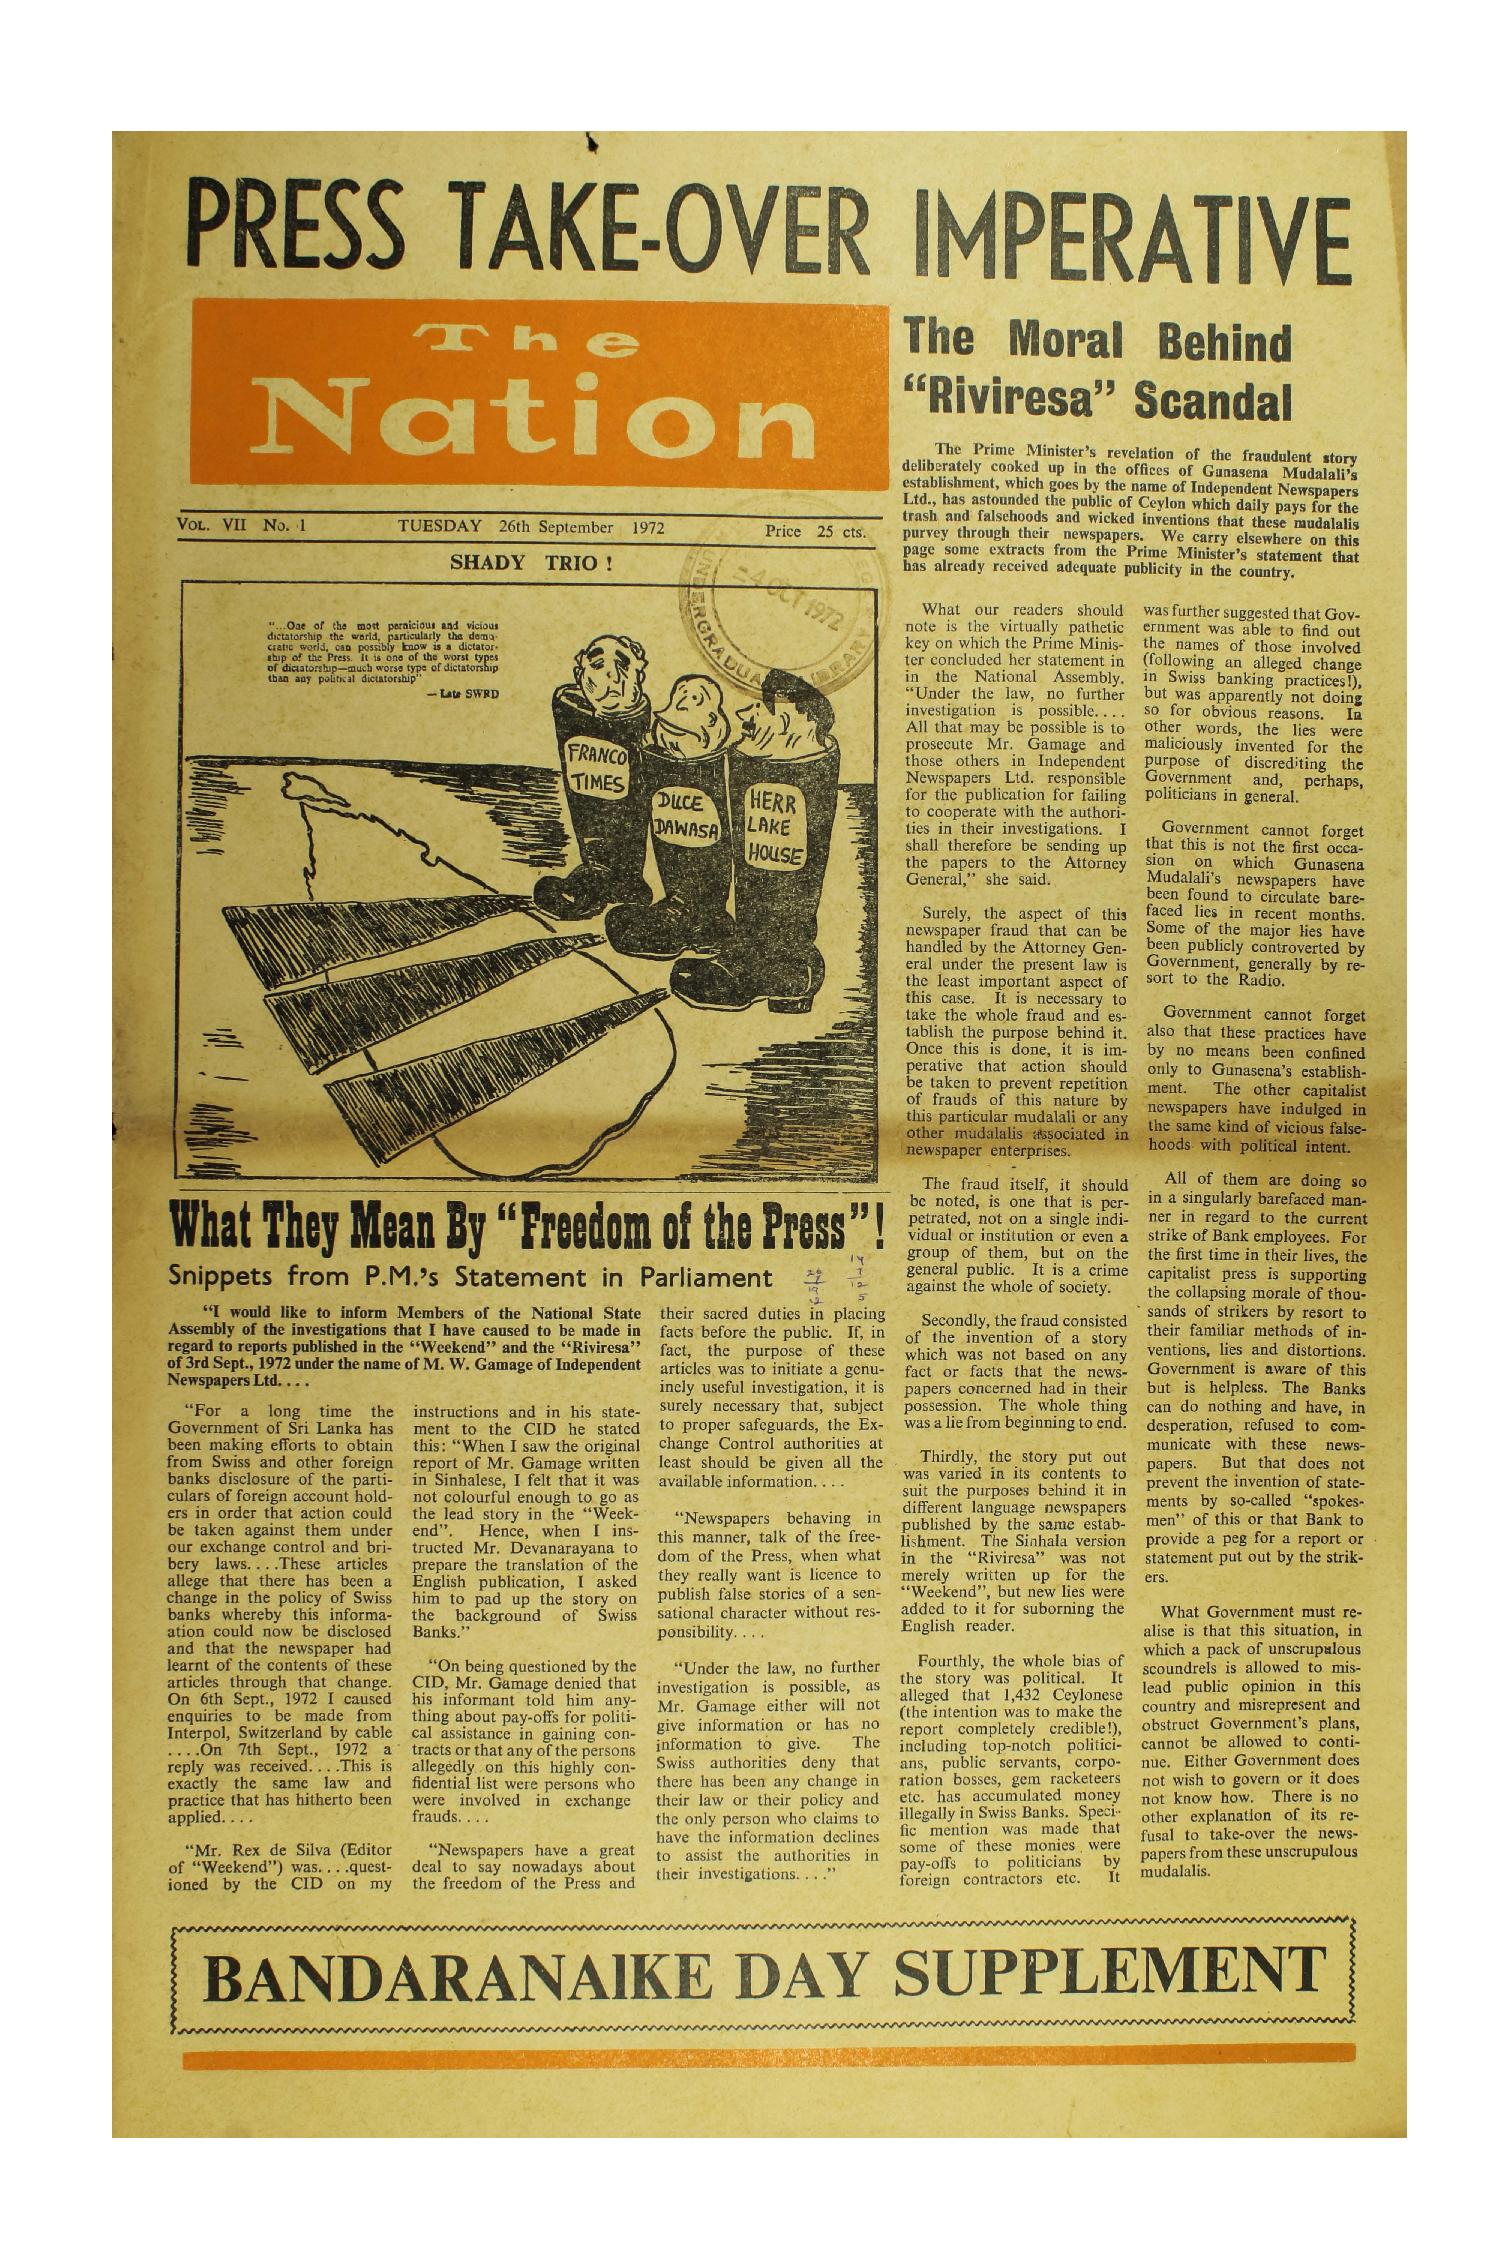 PRESS TAKE-OVER IMPERATIVE
The
Nation
VOL. VII No. 1 TUESDAY 26th September 1972 Price 25 cts.
SHADY TRIO !
"...One of the most pernicious and vicious
dictatorship the world, particularly the demo-
cratic world, can possibly know is a dictator-
ship of the Press. It is one of the worst types
of dictatorship—much worse type of dictatorship
than any political dictatorship"
— Late SWRD
FRANCO
TIMES
DUCE
DAWASA
HERR
LAKE
HOUSE
UNDERGRADUA
-4 OCT 1972
What They Mean By "Freedom of the Press"!
Snippets from P.M.'s Statement in Parliament
"I would like to inform Members of the National State
Assembly of the investigations that I have caused to be made in
regard to reports published in the "Weekend" and the "Riviresa"
of 3rd Sept., 1972 under the name of M. W. Gamage of Independent
Newspapers Ltd....
"For a long time the
Government of Sri Lanka has
been making efforts to obtain
from Swiss and other foreign
banks disclosure of the parti-
culars of foreign account hold-
ers in order that action could
be taken against them under
our exchange control and bri-
bery laws....These articles
allege that there has been a
change in the policy of Swiss
banks whereby this informa-
ation could now be disclosed
and that the newspaper had
learnt of the contents of these
articles through that change.
On 6th Sept., 1972 I caused
enquiries to be made from
Interpol, Switzerland by cable
....On 7th Sept., 1972 a
reply was received....This is
exactly the same law and
practice that has hitherto been
applied....
"Mr. Rex de Silva (Editor
of "Weekend") was....quest-
ioned by the CID on my
instructions and in his state-
ment to the CID he stated
this: "When I saw the original
report of Mr. Gamage written
in Sinhalese, I felt that it was
not colourful enough to go as
the lead story in the "Week-
end". Hence, when I ins-
tructed Mr. Devanarayana to
prepare the translation of the
English publication, I asked
him to pad up the story on
the background of Swiss
Banks."
"On being questioned by the
CID, Mr. Gamage denied that
his informant told him any-
thing about pay-offs for politi-
cal assistance in gaining con-
tracts or that any of the persons
allegedly on this highly con-
fidential list were persons who
were involved in exchange
frauds....
"Newspapers have a great
deal to say nowadays about
the freedom of the Press and
their sacred duties in placing
facts before the public. If, in
fact, the purpose of these
articles was to initiate a genu-
inely useful investigation, it is
surely necessary that, subject
to proper safeguards, the Ex-
change Control authorities at
least should be given all the
available information....
"Newspapers behaving in
this manner, talk of the free-
dom of the Press, when what
they really want is licence to
publish false stories of a sen-
sational character without res-
ponsibility....
"Under the law, no further
investigation is possible, as
Mr. Gamage either will not
give information or has no
information to give. The
Swiss authorities deny that
there has been any change in
their law or their policy and
the only person who claims to
have the information declines
to assist the authorities in
their investigations...."
The Moral Behind
"Riviresa" Scandal
The Prime Minister's revelation of the fraudulent story
deliberately cooked up in the offices of Gunasena Mudalali's
establishment, which goes by the name of Independent Newspapers
Ltd., has astounded the public of Ceylon which daily pays for the
trash and falsehoods and wicked inventions that these mudalalis
purvey through their newspapers. We carry elsewhere on this
page some extracts from the Prime Minister's statement that
has already received adequate publicity in the country.
What our readers should
note is the virtually pathetic
key on which the Prime Minis-
ter concluded her statement in
in the National Assembly.
"Under the law, no further
investigation is possible....
All that may be possible is to
prosecute Mr. Gamage and
those others in Independent
Newspapers Ltd. responsible
for the publication for failing
to cooperate with the authori-
ties in their investigations. I
shall therefore be sending up
the papers to the Attorney
General," she said.
Surely, the aspect of this
newspaper fraud that can be
handled by the Attorney Gen-
eral under the present law is
the least important aspect of
this case. It is necessary to
take the whole fraud and es-
tablish the purpose behind it.
Once this is done, it is im-
perative that action should
be taken to prevent repetition
of frauds of this nature by
this particular mudalali or any
other mudalalis associated in
newspaper enterprises.
The fraud itself, it should
be noted, is one that is per-
petrated, not on a single indi-
vidual or institution or even a
group of them, but on the
general public. It is a crime
against the whole of society.
Secondly, the fraud consisted
of the invention of a story
which was not based on any
fact or facts that the news-
papers concerned had in their
possession. The whole thing
was a lie from beginning to end.
Thirdly, the story put out
was varied in its contents to
suit the purposes behind it in
different language newspapers
published by the same estab-
lishment. The Sinhala version
in the "Riviresa" was not
merely written up for the
"Weekend", but new lies were
added to it for suborning the
English reader.
Fourthly, the whole bias of
the story was political. It
alleged that 1,432 Ceylonese
(the intention was to make the
report completely credible!),
including top-notch politici-
ans, public servants, corpo-
ration bosses, gem racketeers
etc. has accumulated money
illegally in Swiss Banks. Speci-
fic mention was made that
some of these monies were
pay-offs to politicians by
foreign contractors etc. It
was further suggested that Gov-
ernment was able to find out
the names of those involved
(following an alleged change
in Swiss banking practices!),
but was apparently not doing
so for obvious reasons. In
other words, the lies were
maliciously invented for the
purpose of discrediting the
Government and, perhaps,
politicians in general.
Government cannot forget
that this is not the first occa-
sion on which Gunasena
Mudalali's newspapers have
been found to circulate bare-
faced lies in recent months.
Some of the major lies have
been publicly controverted by
Government, generally by re-
sort to the Radio.
Government cannot forget
also that these practices have
by no means been confined
only to Gunasena's establish-
ment. The other capitalist
newspapers have indulged in
the same kind of vicious false-
hoods with political intent.
All of them are doing so
in a singularly barefaced man-
ner in regard to the current
strike of Bank employees. For
the first time in their lives, the
capitalist press is supporting
the collapsing morale of thou-
sands of strikers by resort to
their familiar methods of in-
ventions, lies and distortions.
Government is aware of this
but is helpless. The Banks
can do nothing and have, in
desperation, refused to com-
municate with these news-
papers. But that does not
prevent the invention of state-
ments by so-called "spokes-
men" of this or that Bank to
provide a peg for a report or
statement put out by the strik-
ers.
What Government must re-
alise is that this situation, in
which a pack of unscrupulous
scoundrels is allowed to mis-
lead public opinion in this
country and misrepresent and
obstruct Government's plans,
cannot be allowed to conti-
nue. Either Government does
not wish to govern or it does
not know how. There is no
other explanation of its re-
fusal to take-over the news-
papers from these unscrupulous
mudalalis.
BANDARANAIKE DAY SUPPLEMENT